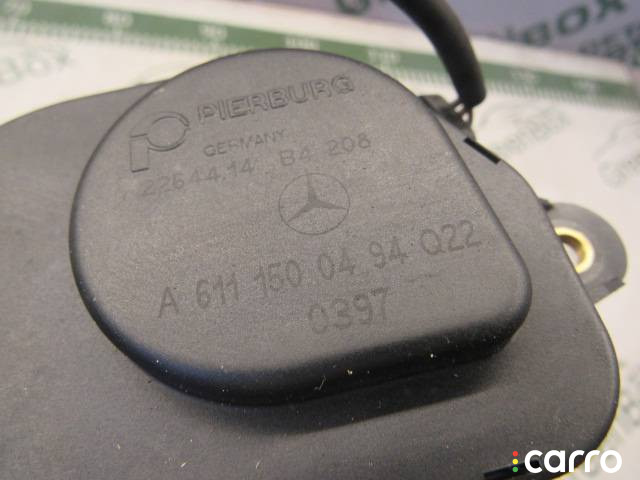 PIERBURG
GERMANY
22644.14 B4 208
A 611 150 04 94 Q22
0397
carro